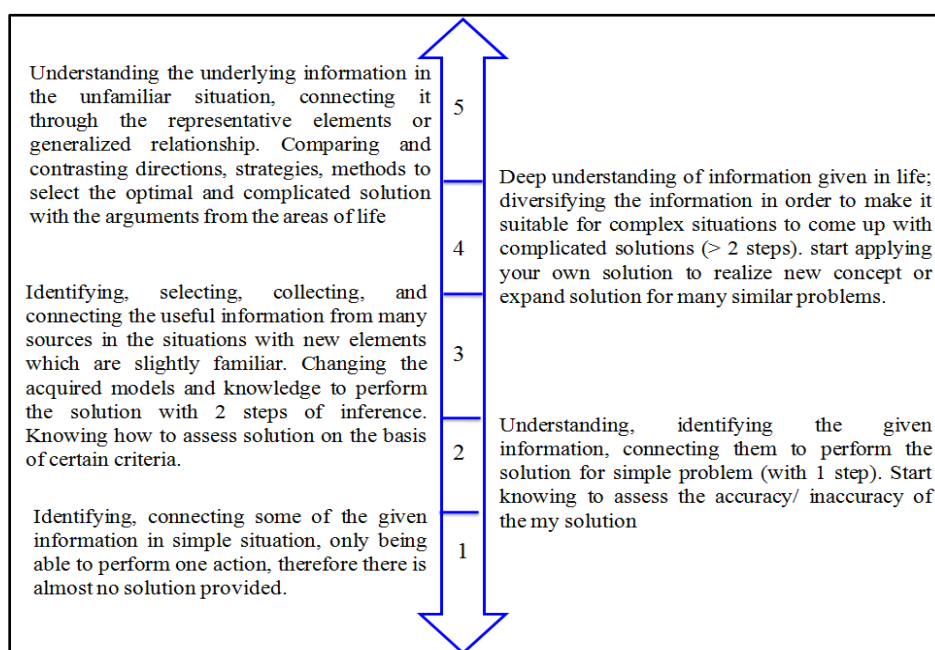 Understanding the underlying information in
the unfamiliar situation, connecting it
through the representative elements or
generalized relationship. Comparing and
contrasting directions, strategies, methods to
select the optimal and complicated solution
with the arguments from the areas of life
5
Deep understanding of information given in life;
diversifying the information in order to make it
suitable for complex situations to come up with
complicated solutions (> 2 steps). start applying
your own solution to realize new concept or
expand solution for many similar problems.
4
Identifying, selecting, collecting, and
connecting the useful information from many
sources in the situations with new elements
which are slightly familiar. Changing the
acquired models and knowledge to perform
the solution with 2 steps of inference.
Knowing how to assess solution on the basis
of certain criteria.
3
Understanding, identifying the given
information, connecting them to perform the
solution for simple problem (with 1 step). Start
knowing to assess the accuracy/ inaccuracy of
the my solution
2
Identifying, connecting some of the given
information in simple situation, only being
able to perform one action, therefore there is
almost no solution provided.
1